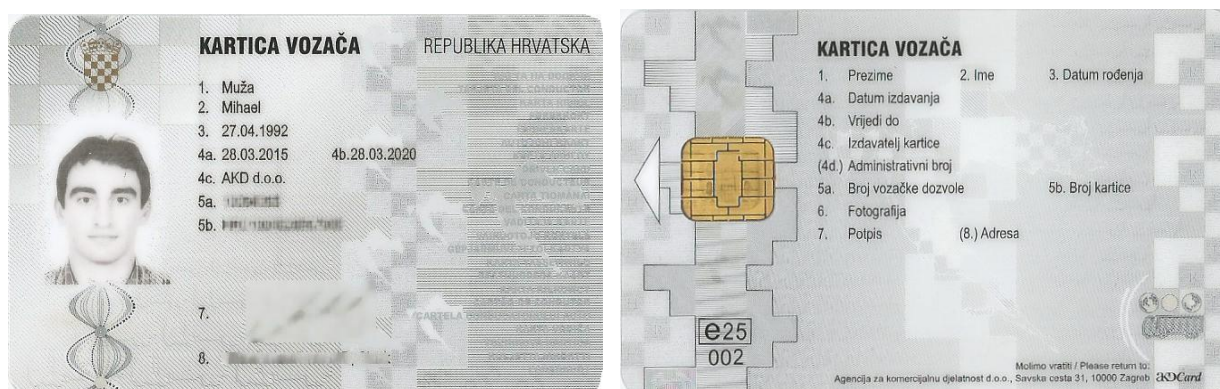 KARTICA VOZAČA REPUBLIKA HRVATSKA
1. Muža
2. Mihael
3. 27.04.1992
4a. 28.03.2015 4b.28.03.2020
4c. AKD d.o.o.
5a.
5b.
7.
8.
KARTICA VOZAČA
1. Prezime 2. Ime 3. Datum rođenja
4a. Datum izdavanja
4b. Vrijedi do
4c. Izdavatelj kartice
(4d.) Administrativni broj
5a. Broj vozačke dozvole 5b. Broj kartice
6. Fotografija
7. Potpis (8.) Adresa
e25
002
Molimo vratiti / Please return to:
Agencija za komercijalnu djelatnost d.o.o., Savska cesta 31, 10000 Zagreb AKDCard